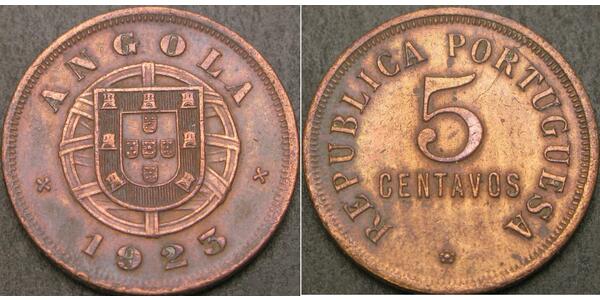 ANGOLA
1923
REPUBLICA PORTUGUESA
5
CENTAVOS